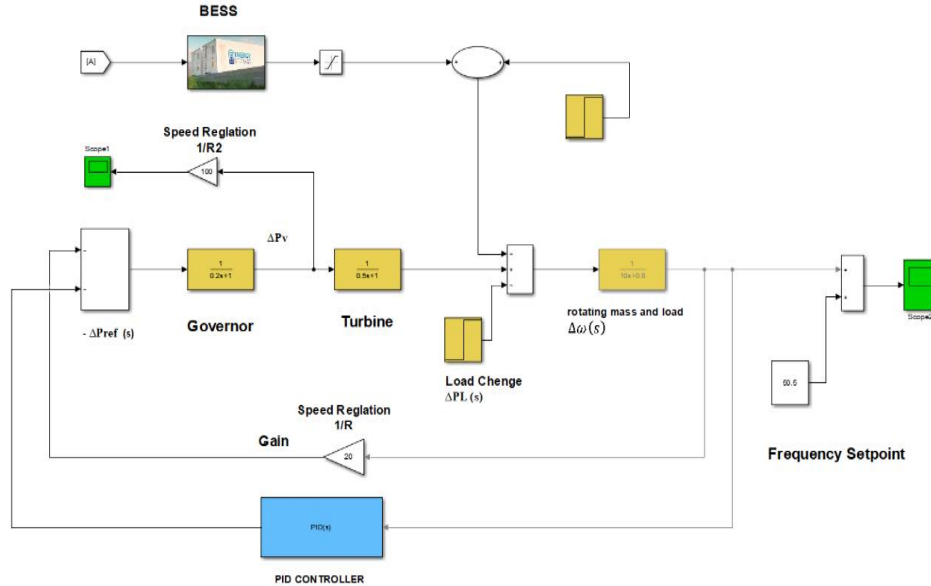 BESS
[A]
ENERGY
Speed Reglation
1/R2
Scope1
100
ΔPv
1
0.2s+1
1
0.5s+1
1
10s+0.8
Governor
Turbine
- ΔPref (s)
rotating mass and load
Δω(s)
Scope2
Load Chenge
ΔPL (s)
50.5
Speed Reglation
1/R
Gain
20
Frequency Setpoint
PID(s)
PID CONTROLLER